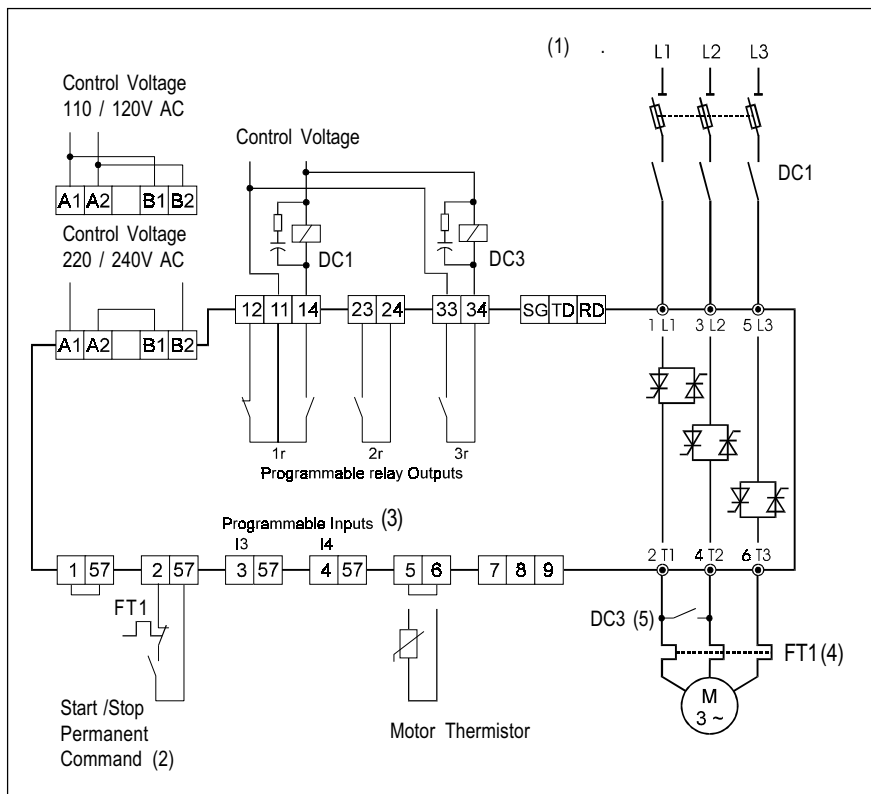 (1) .
L1 L2 L3
Control Voltage
110 / 120V AC
Control Voltage
DC1
A1 A2 B1 B2
Control Voltage
220 / 240V AC
DC1
DC3
12 11 14
23 24
33 34
SG TD RD
1 L1 3 L2 5 L3
A1 A2 B1 B2
1r 2r 3r
Programmable relay Outputs
Programmable Inputs (3)
I3 I4
1 57
2 57
3 57
4 57
5 6
7 8 9
2 T1 4 T2 6 T3
FT1
DC3 (5)
FT1 (4)
M
3 ~
Start /Stop
Permanent
Command (2)
Motor Thermistor